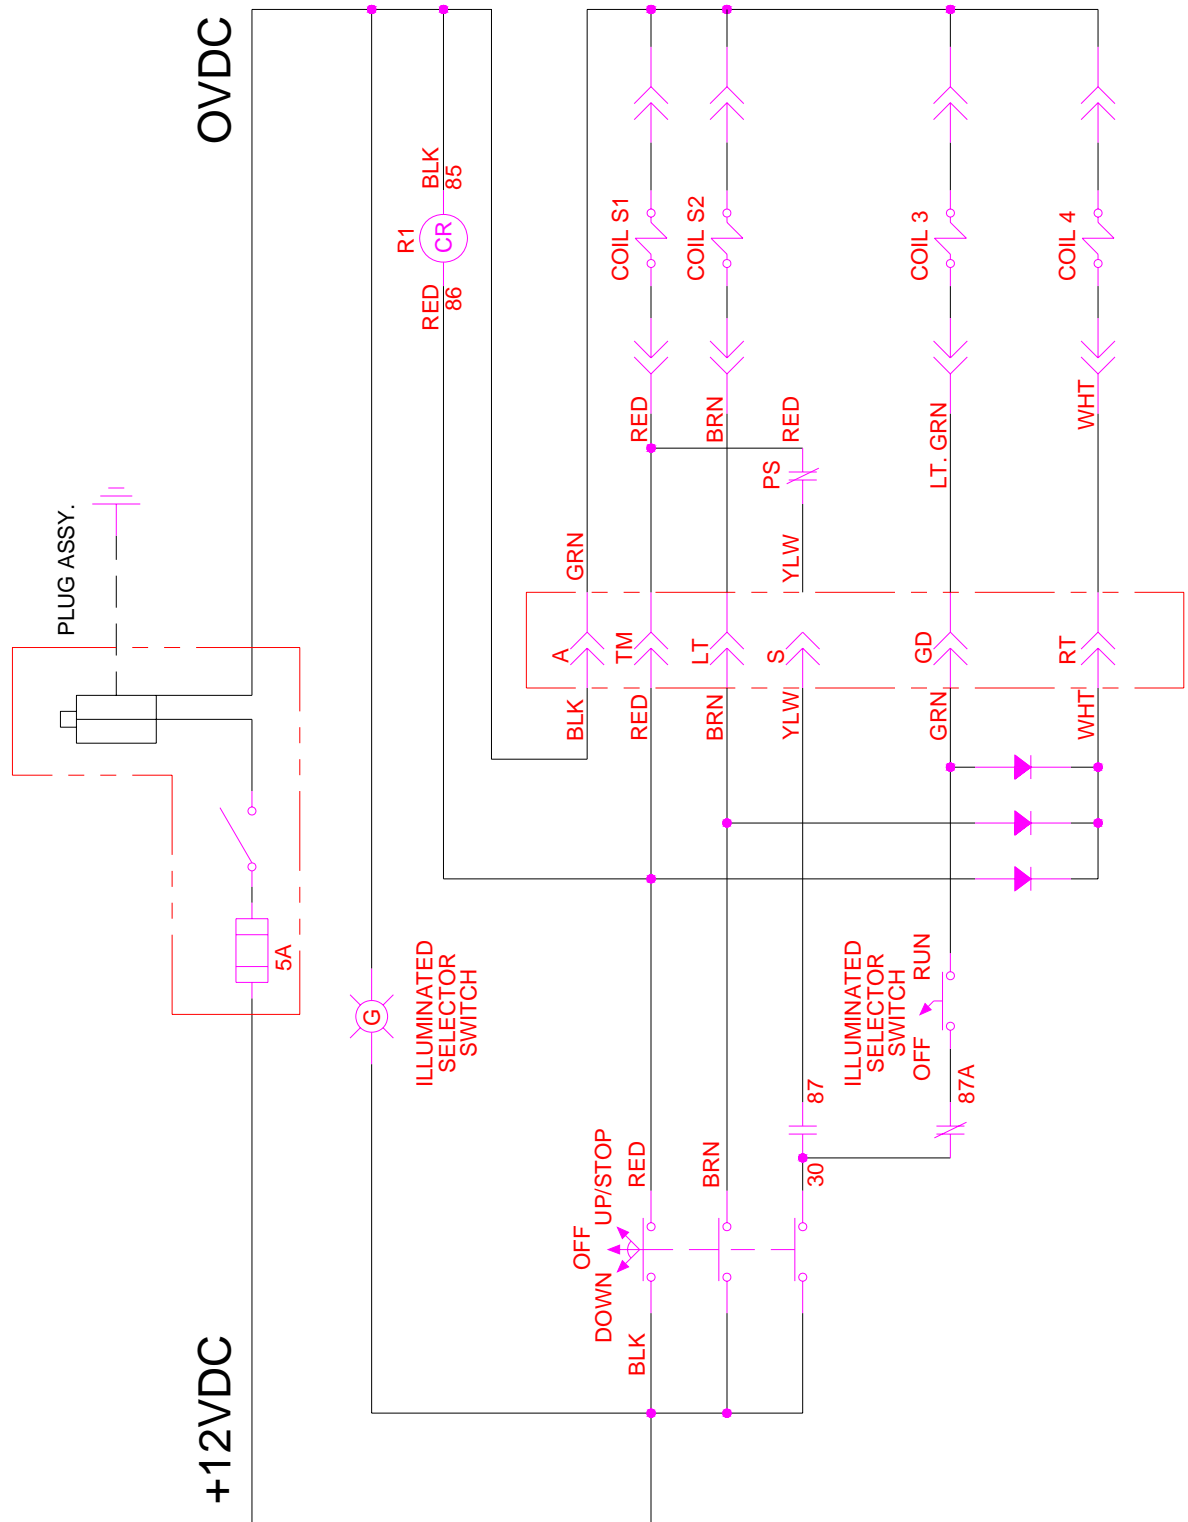 +12VDC
OVDC
PLUG ASSY.
5A
G
ILLUMINATED
SELECTOR
SWITCH
RED
86
R1
CR
BLK
85
BLK
DOWN
OFF
UP/STOP
RED
RED
TM
RED
COIL S1
BLK
A
GRN
BRN
BRN
LT
BRN
COIL S2
30
87
YLW
S
YLW
PS
RED
87A
ILLUMINATED
SELECTOR
SWITCH
OFF
RUN
GRN
GD
LT. GRN
COIL 3
WHT
RT
WHT
COIL 4